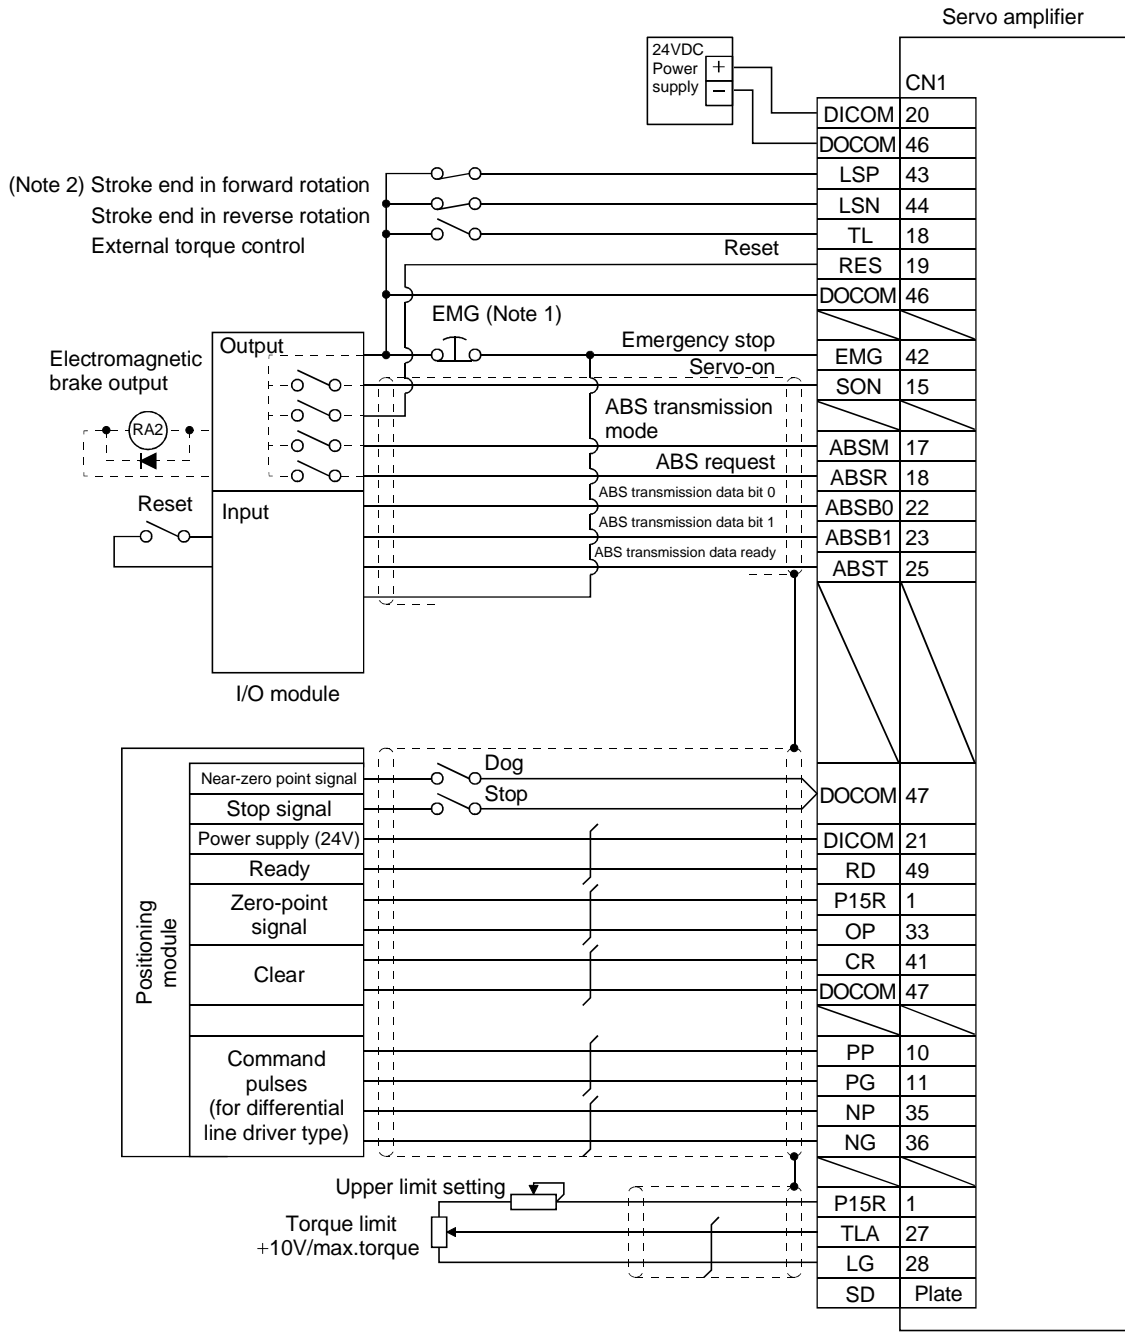 Servo amplifier
24VDC
Power
supply
+
−
CN1
DICOM 20
DOCOM 46
(Note 2) Stroke end in forward rotation
LSP 43
Stroke end in reverse rotation
LSN 44
External torque control
TL 18
Reset
RES 19
DOCOM 46
EMG (Note 1)
Output
Emergency stop
EMG 42
Electromagnetic
brake output
Servo-on
SON 15
RA2
ABS transmission
mode
ABSM 17
ABS request
ABSR 18
Reset
Input
ABS transmission data bit 0
ABSB0 22
ABS transmission data bit 1
ABSB1 23
ABS transmission data ready
ABST 25
I/O module
Positioning
module
Near-zero point signal
Dog
Stop signal
Stop
DOCOM 47
Power supply (24V)
DICOM 21
Ready
RD 49
Zero-point
signal
P15R 1
OP 33
Clear
CR 41
DOCOM 47
Command
pulses
(for differential
line driver type)
PP 10
PG 11
NP 35
NG 36
Upper limit setting
P15R 1
Torque limit
+10V/max.torque
TLA 27
LG 28
SD Plate